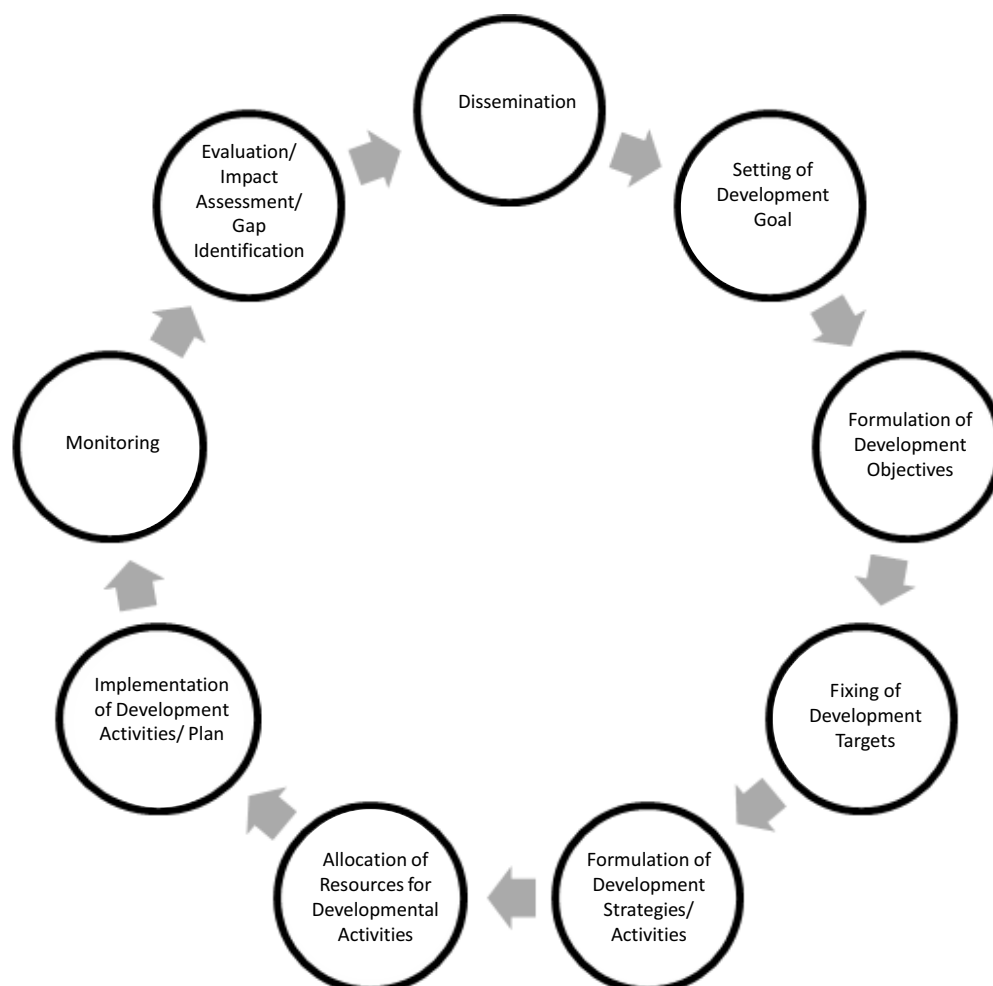 Dissemination
Setting of
Development
Goal
Formulation of
Development
Objectives
Fixing of
Development
Targets
Formulation of
Development
Strategies/
Activities
Allocation of
Resources for
Developmental
Activities
Implementation
of Development
Activities/ Plan
Monitoring
Evaluation/
Impact
Assessment/
Gap
Identification